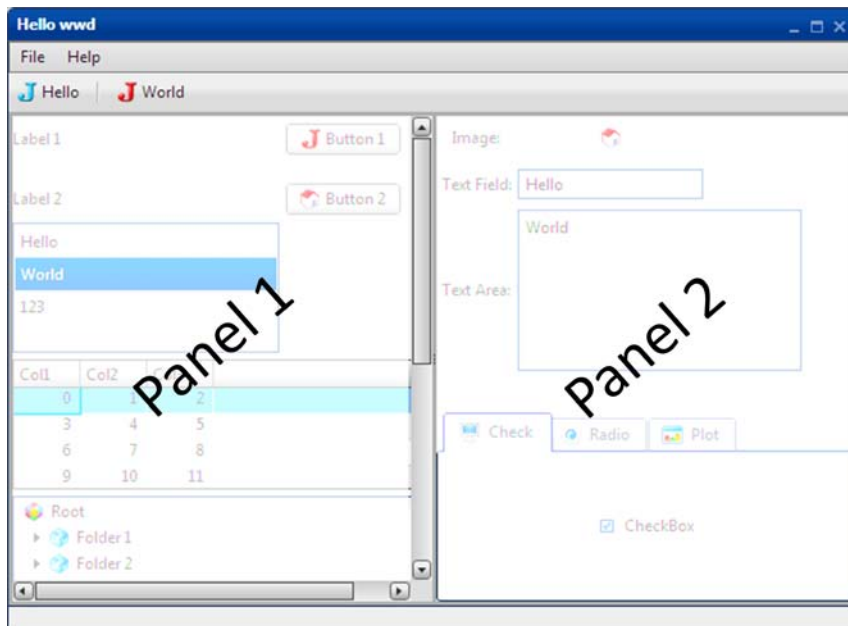 Hello wwd
File Help
Hello World
Label 1 Button 1
Label 2 Button 2
Hello
World
123
Panel 1
Col1 Col2
0 1 2
3 4 5
6 7 8
9 10 11
Root
Folder 1
Folder 2
Image:
Text Field: Hello
Text Area: World
Panel 2
Check Radio Plot
CheckBox